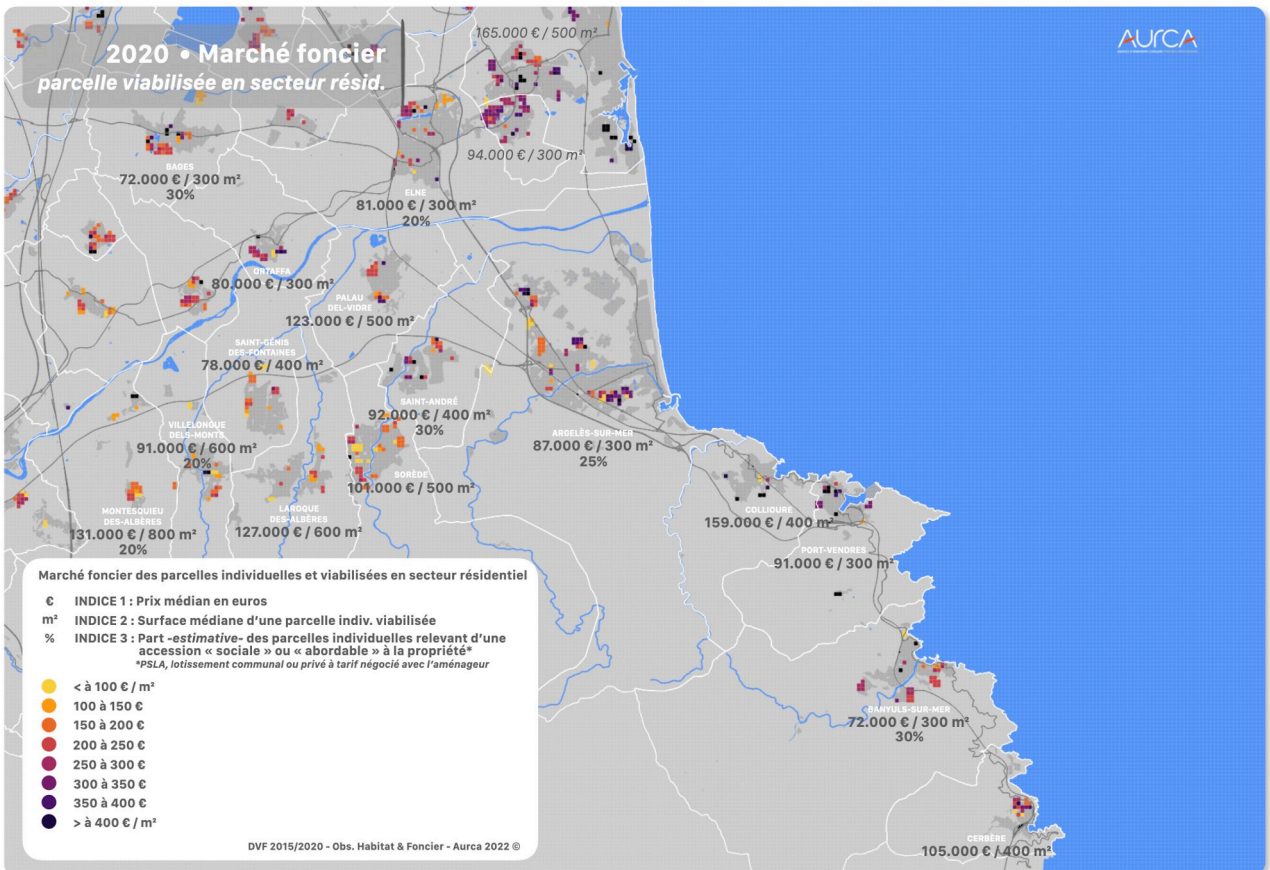 165.000 € / 500 m²
AURCA
2020 • Marché foncier
parcelle viabilisée en secteur résid.
94.000 € / 300 m²
BAGES
72.000 € / 300 m²
30%
ELNE
81.000 € / 300 m²
20%
ORTAFFA
80.000 € / 300 m²
PALAU
DEL-VIDRE
123.000 € / 500 m²
SAINT-GÉNIS
DES-FONTAINES
78.000 € / 400 m²
SAINT-ANDRÉ
92.000 € / 400 m²
30%
VILLELONGUE
DELS-MONTS
91.000 € / 600 m²
20%
ARGELÈS-SUR-MER
87.000 € / 300 m²
25%
SORÈDE
101.000 € / 500 m²
MONTESQUIEU
DES-ALBÈRES
131.000 € / 800 m²
20%
LAROQUE
DES-ALBÈRES
127.000 € / 600 m²
COLLIOURE
159.000 € / 400 m²
PORT-VENDRES
91.000 € / 300 m²
BANYULS-SUR-MER
72.000 € / 300 m²
30%
CERBÈRE
105.000 € / 400 m²
Marché foncier des parcelles individuelles et viabilisées en secteur résidentiel
€ INDICE 1 : Prix médian en euros
m² INDICE 2 : Surface médiane d'une parcelle indiv. viabilisée
% INDICE 3 : Part -estimative- des parcelles individuelles relevant d'une
accession « sociale » ou « abordable » à la propriété*
*PSLA, lotissement communal ou privé à tarif négocié avec l'aménageur
< à 100 € / m²
100 à 150 €
150 à 200 €
200 à 250 €
250 à 300 €
300 à 350 €
350 à 400 €
> à 400 € / m²
DVF 2015/2020 - Obs. Habitat & Foncier - Aurca 2022 ©